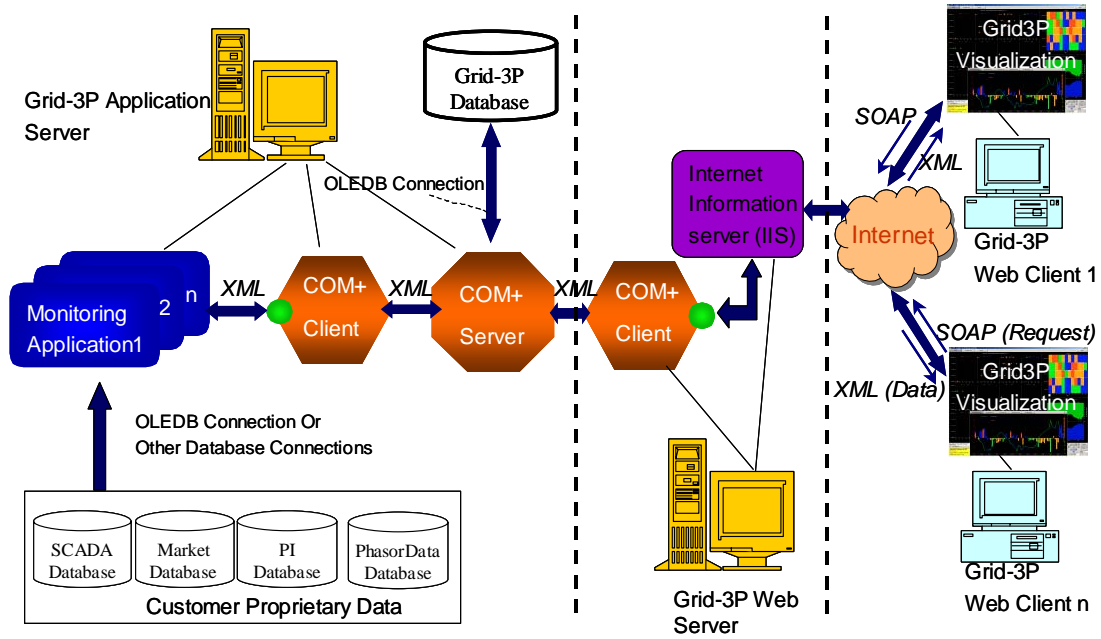 Grid-3P Application
Server
Grid-3P
Database
OLEDB Connection
Monitoring
Application1
2
n
XML
COM+
Client
XML
COM+
Server
XML
COM+
Client
Internet
Information
server (IIS)
Internet
SOAP
XML
Grid3P
Visualization
Grid-3P
Web Client 1
SOAP (Request)
XML (Data)
Grid3P
Visualization
Grid-3P
Web Client n
OLEDB Connection Or
Other Database Connections
SCADA
Database
Market
Database
PI
Database
PhasorData
Database
Customer Proprietary Data
Grid-3P Web
Server